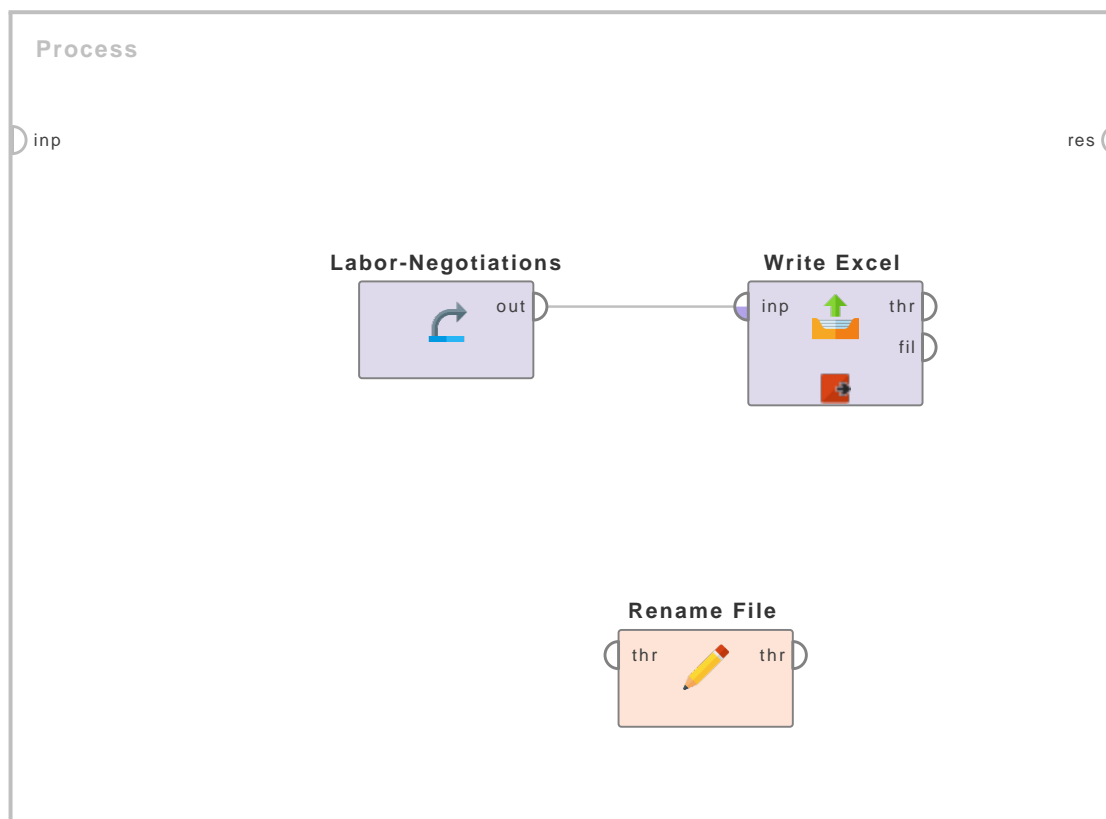 Process
inp
res
Labor-Negotiations
out
Write Excel
inp
thr
fil
Rename File
thr
thr